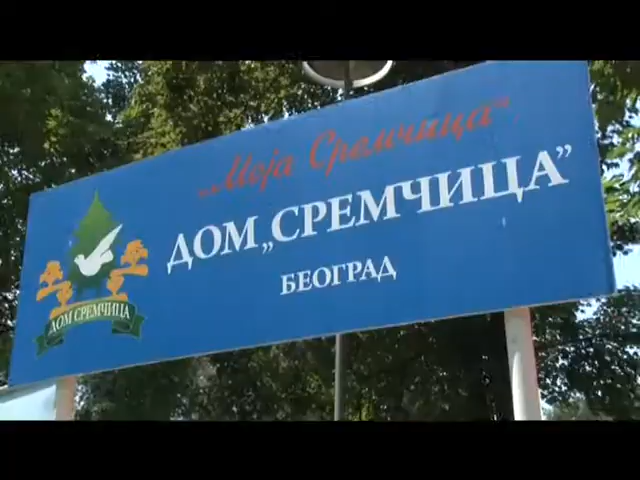 „Моја Сремчица“
ДОМ „СРЕМЧИЦА”
БЕОГРАД
ДОМ СРЕМЧИЦА